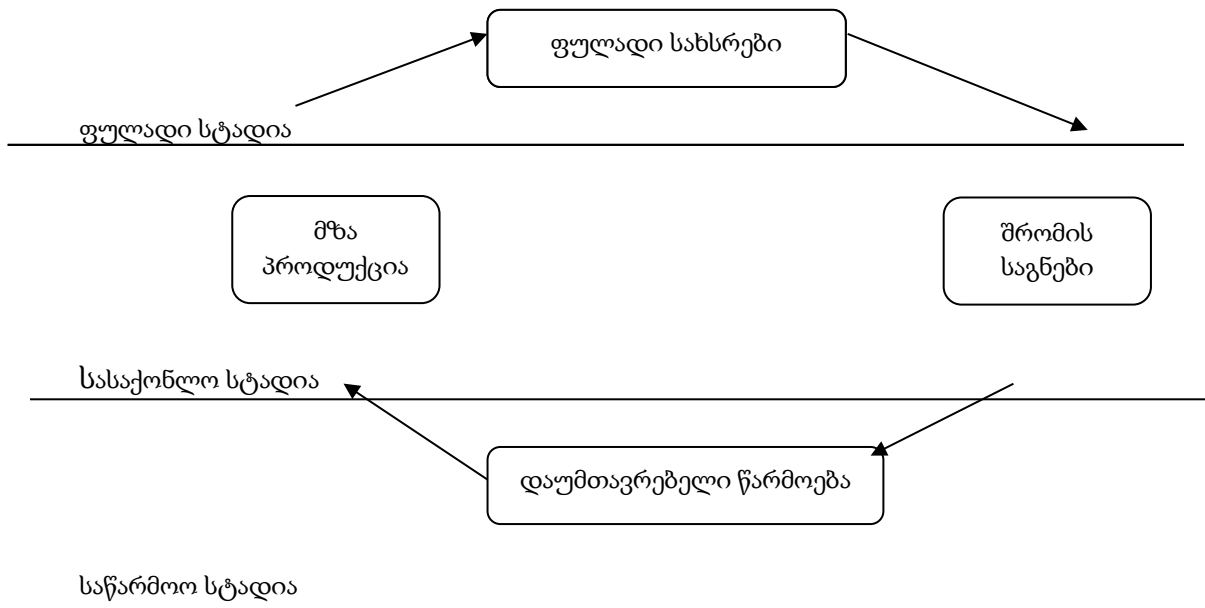 ფულადი სახსრები
ფულადი სტადია
მზა
პროდუქცია
შრომის
საგნები
სასაქონლო სტადია
დაუმთავრებელი წარმოება
საწარმოო სტადია